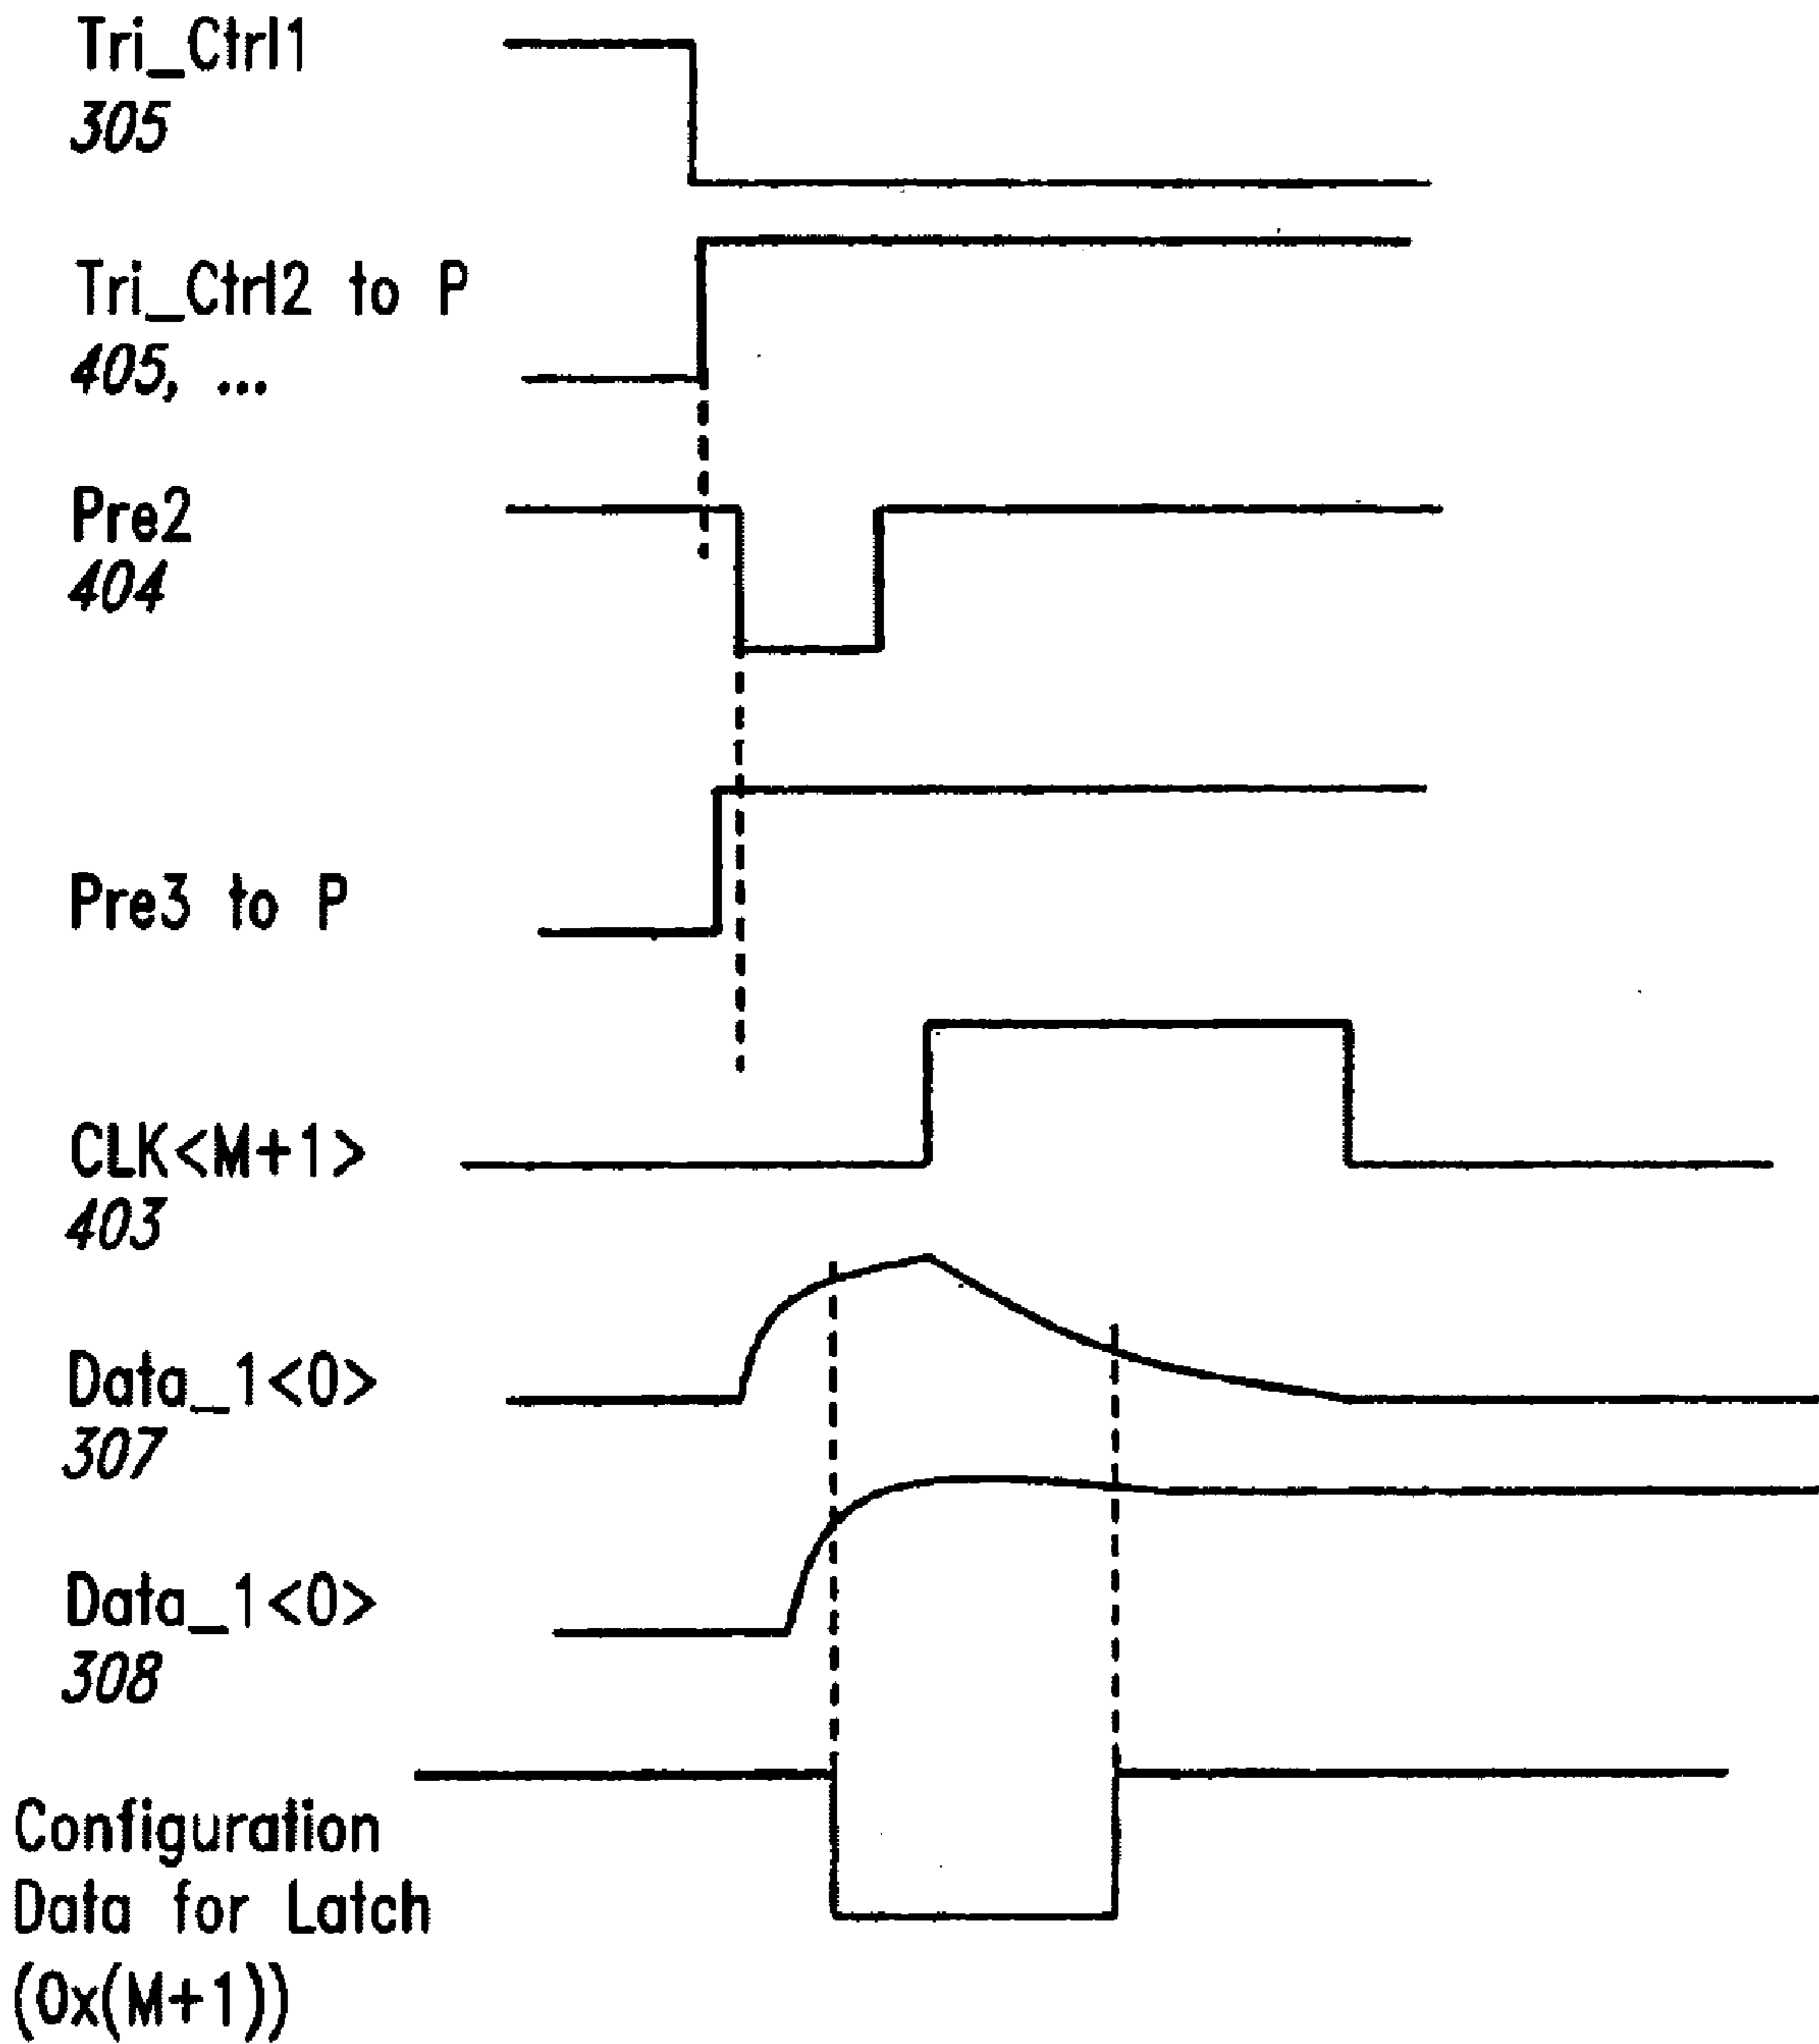 Tri_Ctrl1
305
Tri_Ctrl2 to P
405, ...
Pre2
404
Pre3 to P
CLK<M+1>
403
Data_1<0>
307
Data_1<0>
308
Configuration
Data for Latch
(0x(M+1))